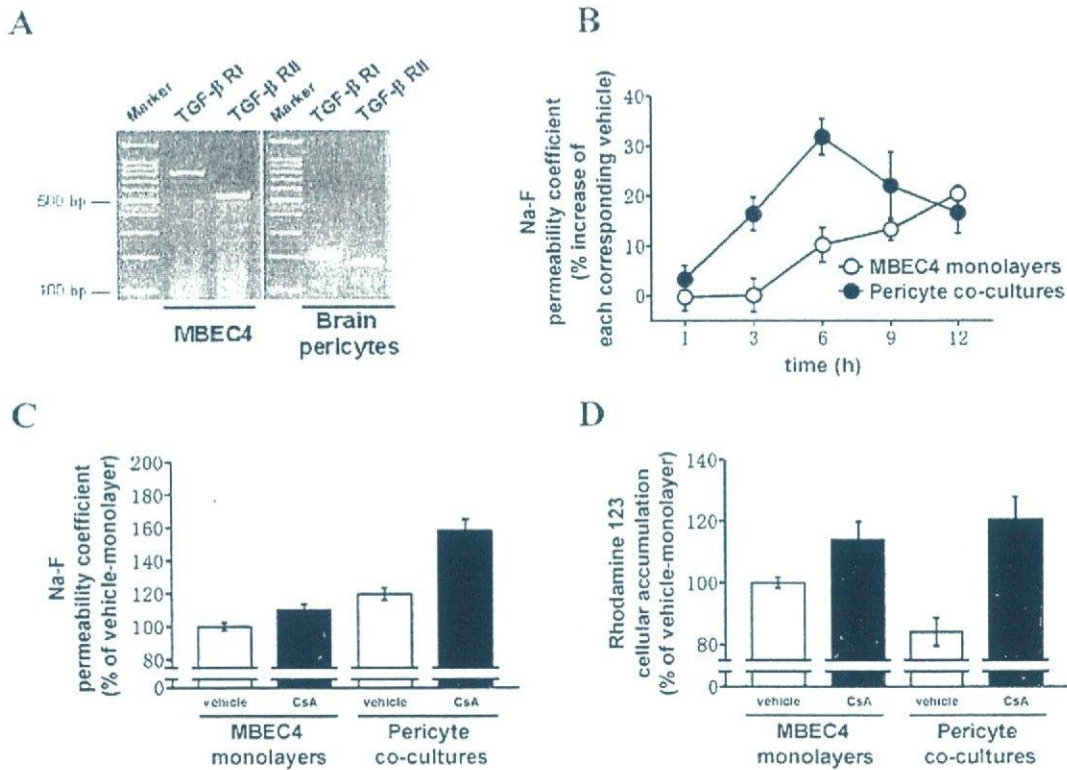 A
Marker
TGF-β RI
TGF-β RII
Marker
TGF-β RI
TGF-β RII
500 bp
100 bp
MBEC4
Brain
pericytes
B
Na-F
permeability coefficient
(% increase of
each corresponding vehicle)
40
30
20
10
0
MBEC4 monolayers
Pericyte co-cultures
1
3
6
9
12
time (h)
C
Na-F
permeability coefficient
(% of vehicle-monolayer)
200
180
160
140
120
100
80
0
vehicle
CsA
vehicle
CsA
MBEC4
monolayers
Pericyte
co-cultures
D
Rhodamine 123
cellular accumulation
(% of vehicle-monolayer)
140
120
100
80
0
vehicle
CsA
vehicle
CsA
MBEC4
monolayers
Pericyte
co-cultures